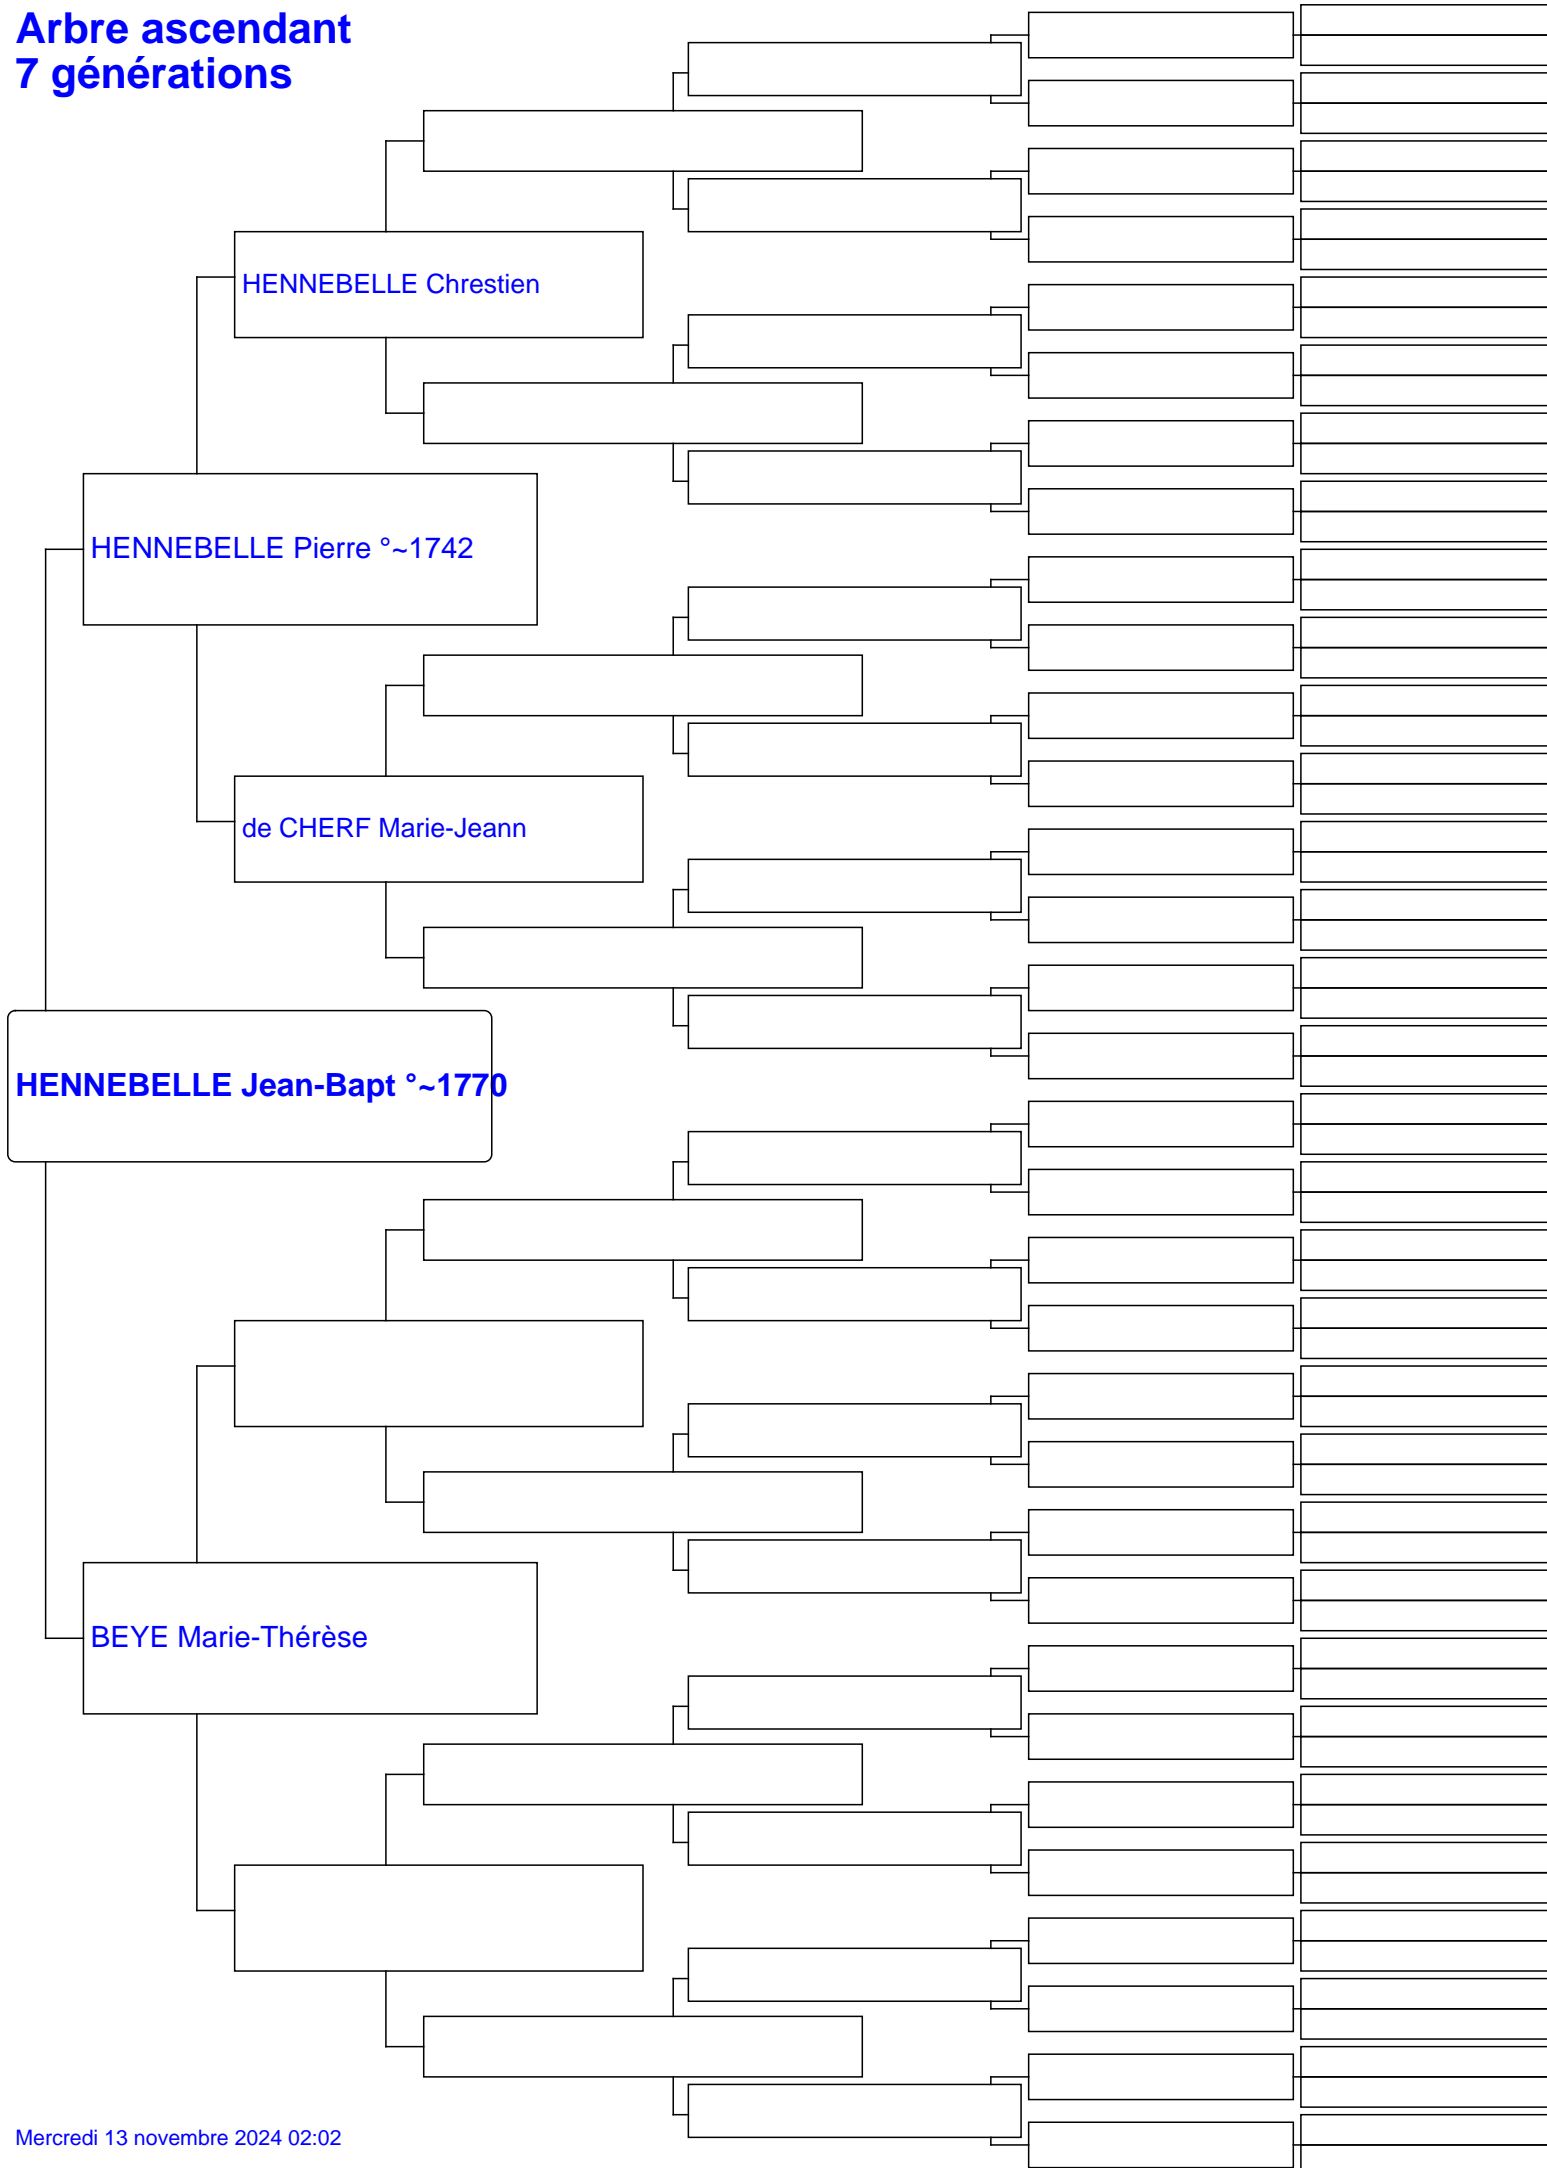 Arbre ascendant
7 générations
HENNEBELLE Chrestien
HENNEBELLE Pierre °~1742
de CHERF Marie-Jeann
HENNEBELLE Jean-Bapt °~1770
BEYE Marie-Thérèse
Mercredi 13 novembre 2024 02:02